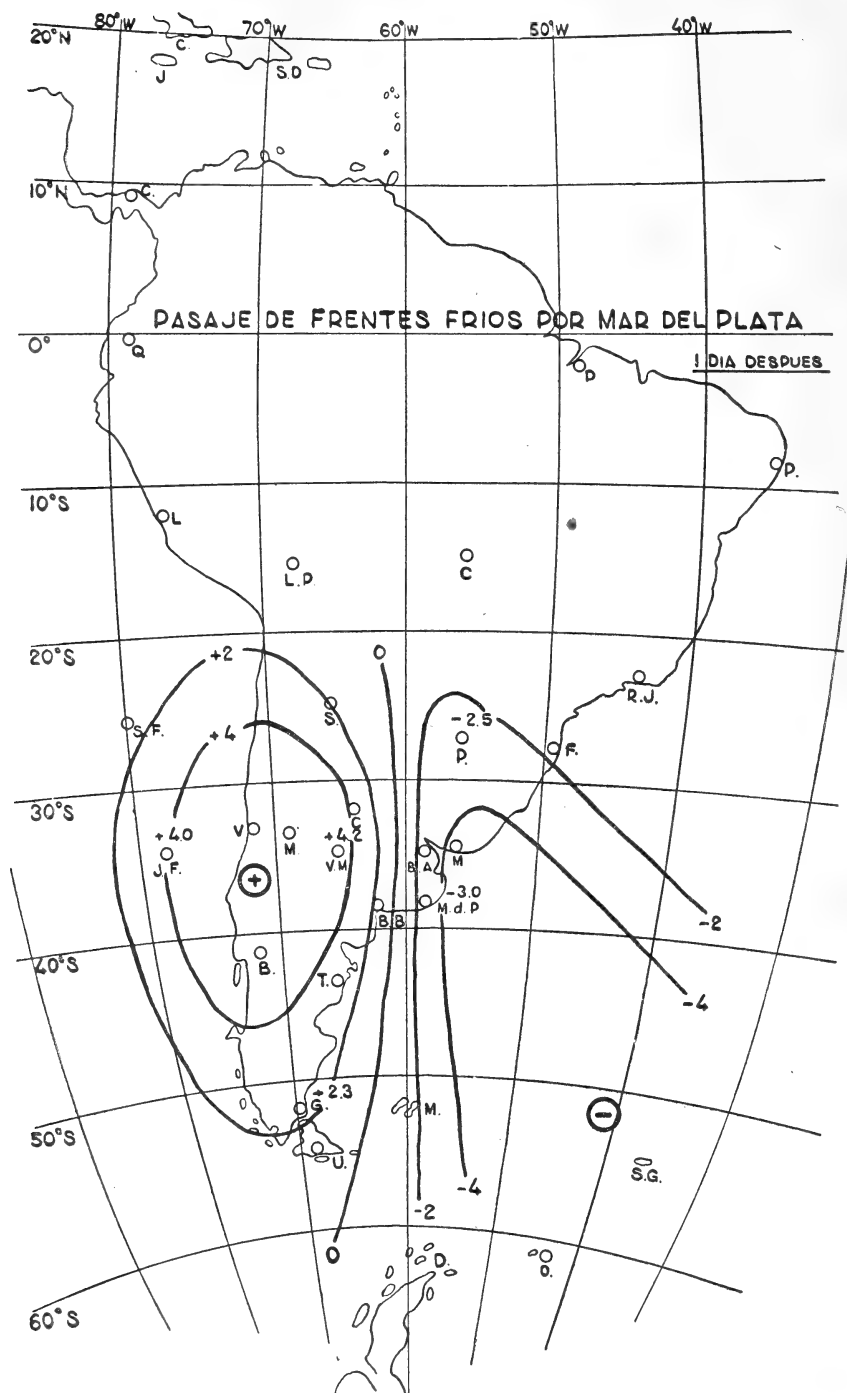 80°W 70°W 60°W 50°W 40°W
20°N
C.
J S.D
10°N C.
PASAJE DE FRENTES FRIOS POR MAR DEL PLATA
0° Q
1 DIA DESPUES
P
P.
10°S
L
L.P. C
20°S +2 0
R.J.
S.F. S. -2.5
+4 P. F.
30°S
C
+4.0 V M. +4.2
J.F. V.M B.A M
+ -3.0
B.B M.d.P
-2
40°S B.
T.
-4
+2.3
G. M. −
50°S
U. S.G.
-4
-2
0 D. O.
60°S